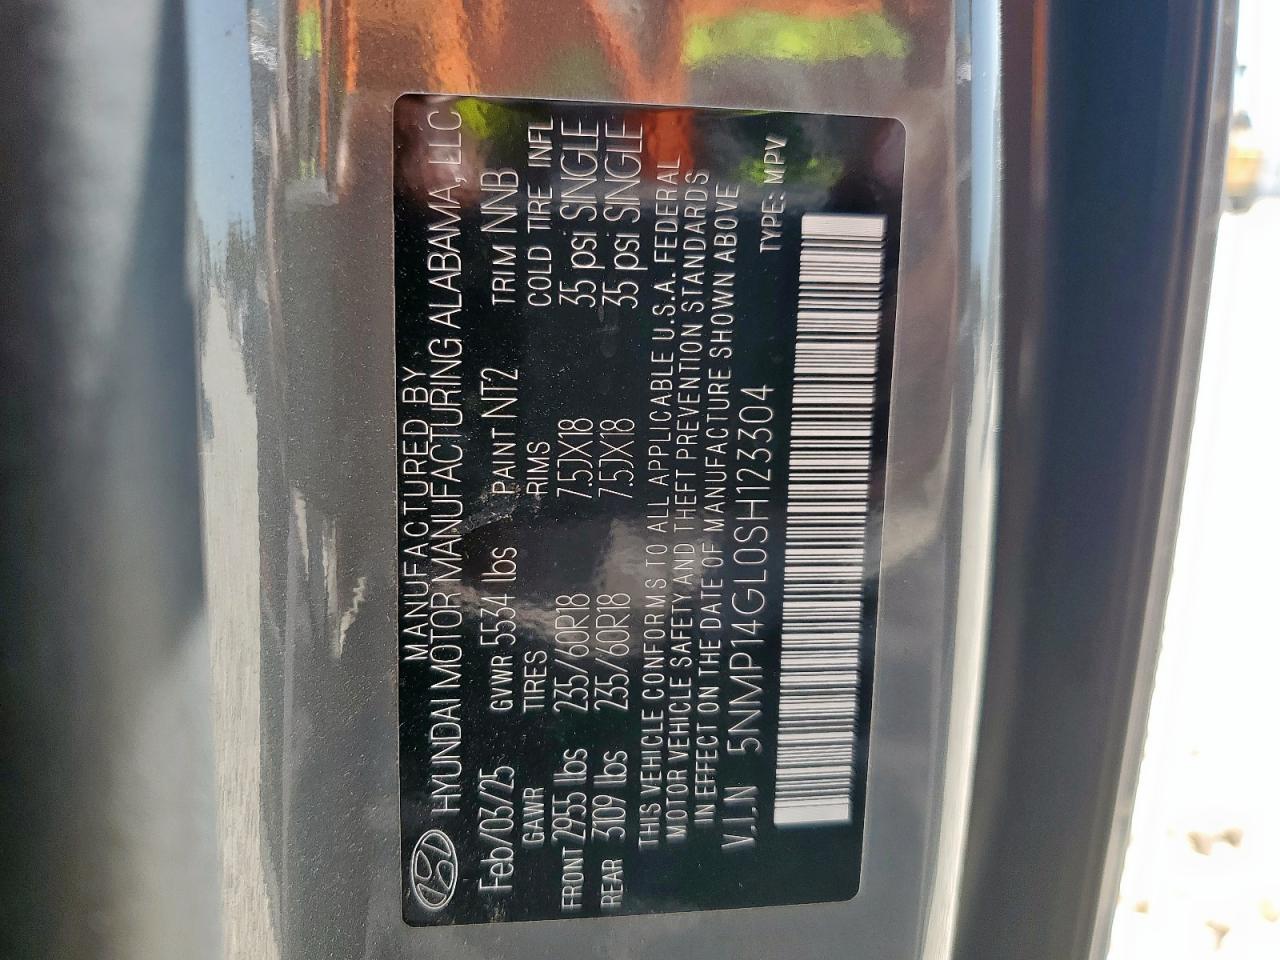 MANUFACTURED BY
HYUNDAI MOTOR MANUFACTURING ALABAMA, LLC
Feb/03/25 GVWR 5534 lbs PAINT NT2 TRIM NNB
GAWR TIRES RIMS COLD TIRE INFL
FRONT 2955 lbs 235/60R18 7.5JX18 35 psi SINGLE
REAR 3109 lbs 235/60R18 7.5JX18 35 psi SINGLE
THIS VEHICLE CONFORMS TO ALL APPLICABLE U.S.A. FEDERAL
MOTOR VEHICLE SAFETY AND THEFT PREVENTION STANDARDS
IN EFFECT ON THE DATE OF MANUFACTURE SHOWN ABOVE
V.I.N 5NMP14GL0SH123304 TYPE: MPV